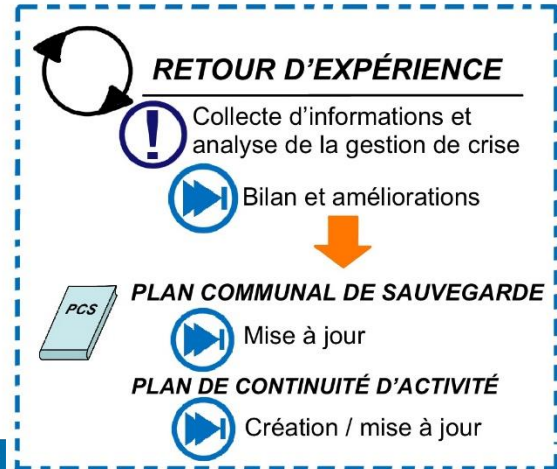 RETOUR D'EXPÉRIENCE
Collecte d'informations et
analyse de la gestion de crise
Bilan et améliorations
PLAN COMMUNAL DE SAUVEGARDE
PCS
Mise à jour
PLAN DE CONTINUITÉ D'ACTIVITÉ
Création / mise à jour